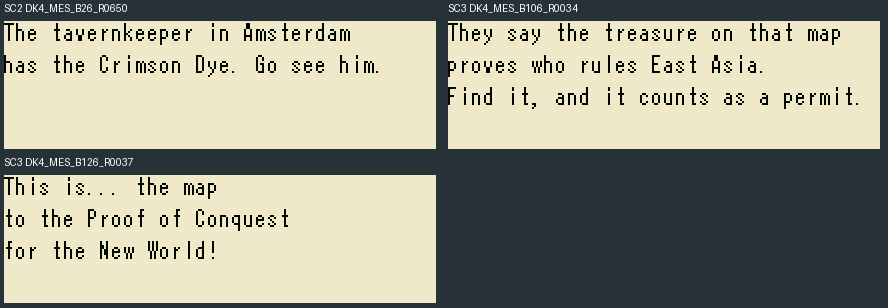 SC2 DK4_MES_B26_R0650
The tavernkeeper in Amsterdam
has the Crimson Dye. Go see him.
SC3 DK4_MES_B106_R0034
They say the treasure on that map
proves who rules East Asia.
Find it, and it counts as a permit.
SC3 DK4_MES_B126_R0037
This is... the map
to the Proof of Conquest
for the New World!